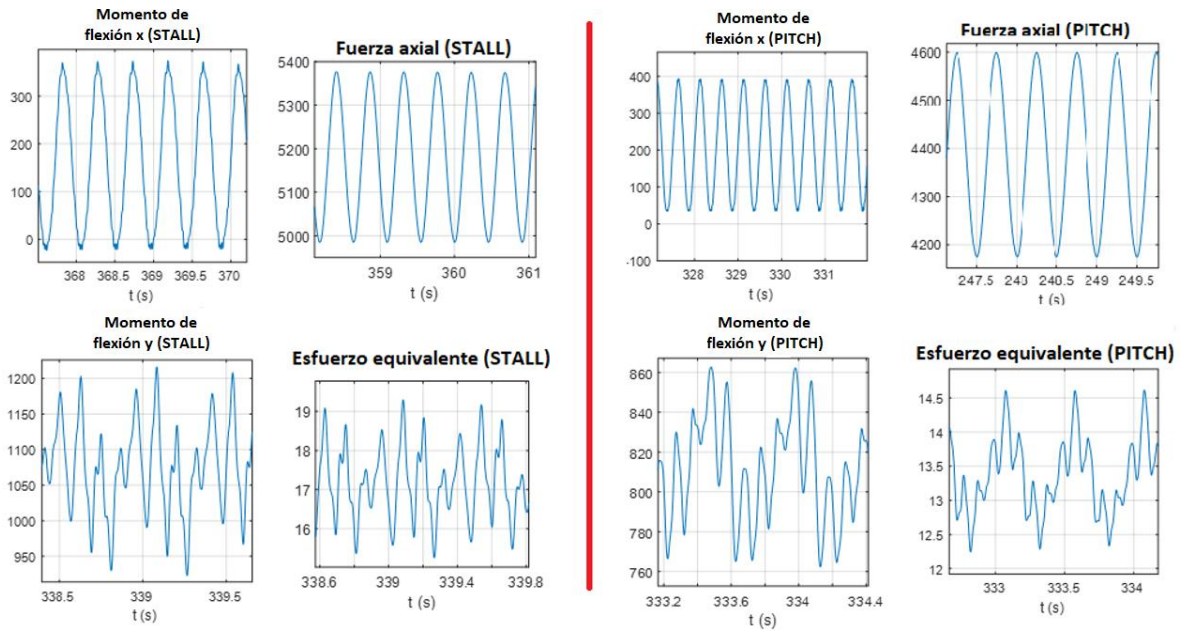 Momento de
flexión x (STALL)
300
200
100
0
368 368.5 369 369.5 370
t (s)
Fuerza axial (STALL)
5400
5300
5200
5100
5000
359 360 361
t (s)
Momento de
flexión x (PITCH)
400
300
200
100
0
-100
328 329 330 331
t (s)
Fuerza axial (PITCH)
4600
4500
4400
4300
4200
247.5 243 240.5 249 249.5
t (s)
Momento de
flexión y (STALL)
1200
1150
1100
1050
1000
950
338.5 339 339.5
t (s)
Esfuerzo equivalente (STALL)
19
18
17
16
338.6 339 339.4 339.8
t (s)
Momento de
flexión y (PITCH)
860
840
820
800
780
760
333.2 333.6 334 334.4
t (s)
Esfuerzo equivalente (PITCH)
14.5
14
13.5
13
12.5
12
333 333.5 334
t (s)